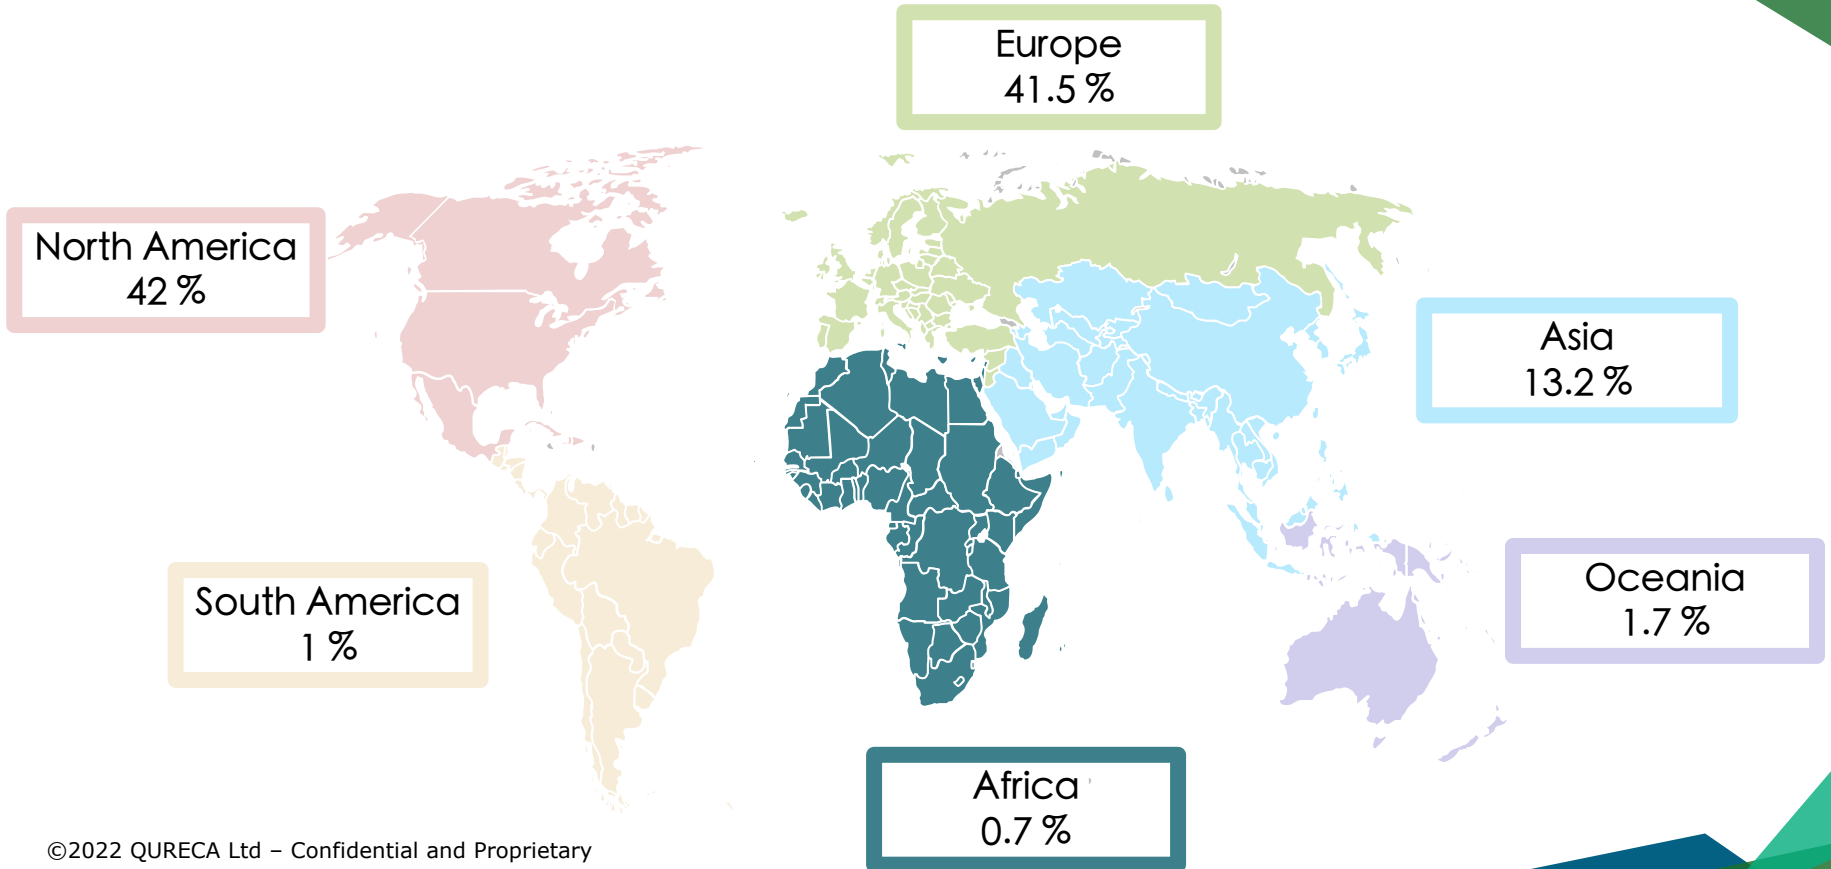 Europe
41.5 %
North America
42 %
Asia
13.2 %
South America
1 %
Oceania
1.7 %
Africa
0.7 %
©2022 QURECA Ltd – Confidential and Proprietary